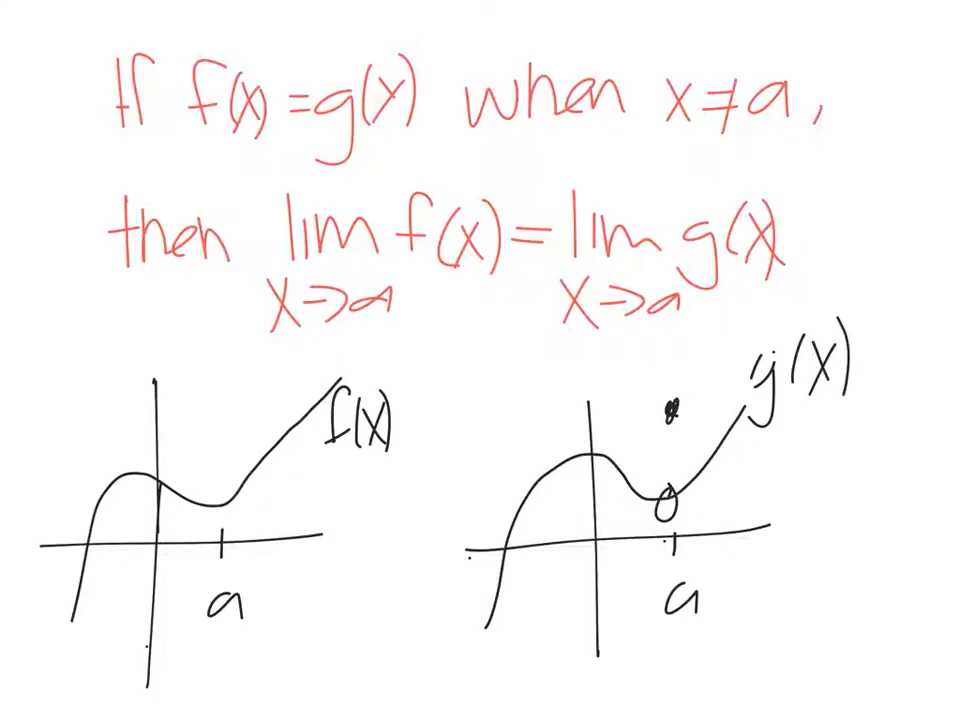 If f(x) = g(x) when x ≠ a,
then lim f(x) = lim g(x)
x→a x→a
f(x)
g(x)
a
a